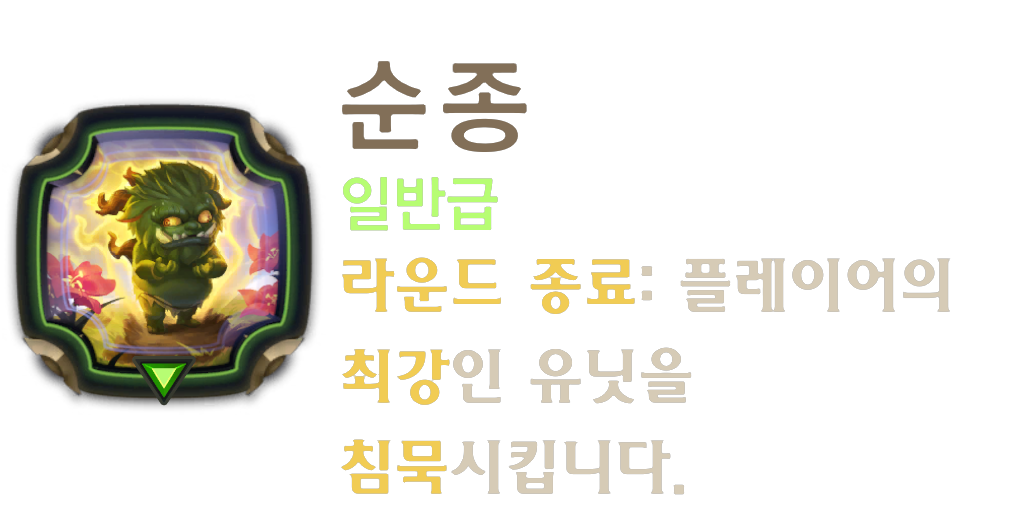 순종
일반급
라운드 종료: 플레이어의
최강인 유닛을
침묵시킵니다.